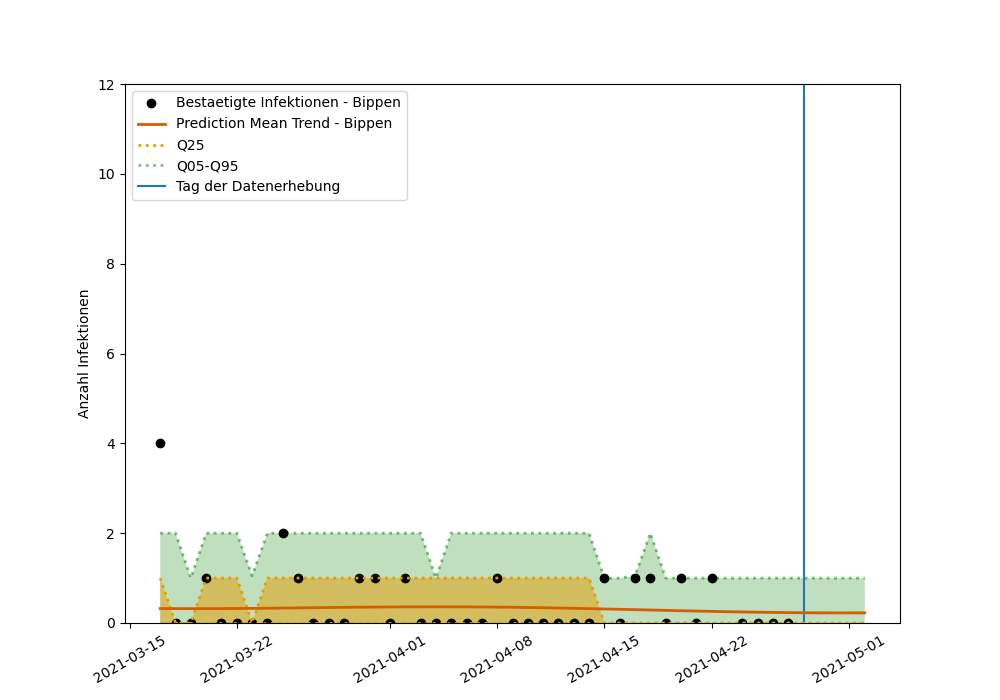 12
10
8
6
4
2
0
Anzahl Infektionen
Bestaetigte Infektionen - Bippen
Prediction Mean Trend - Bippen
Q25
Q05-Q95
Tag der Datenerhebung
2021-03-15
2021-03-22
2021-04-01
2021-04-08
2021-04-15
2021-04-22
2021-05-01